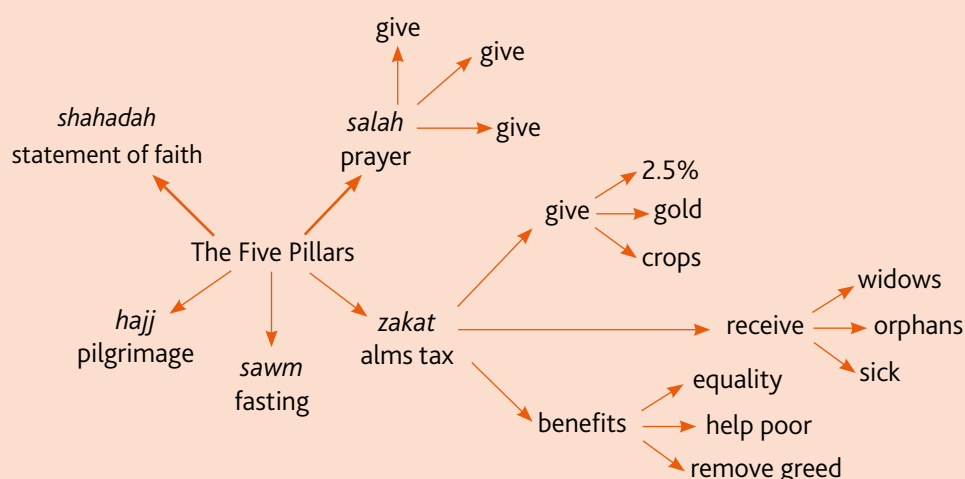 give
give
give
shahadah
statement of faith
salah
prayer
The Five Pillars
hajj
pilgrimage
sawm
fasting
zakat
alms tax
give
2.5%
gold
crops
receive
widows
orphans
sick
benefits
equality
help poor
remove greed